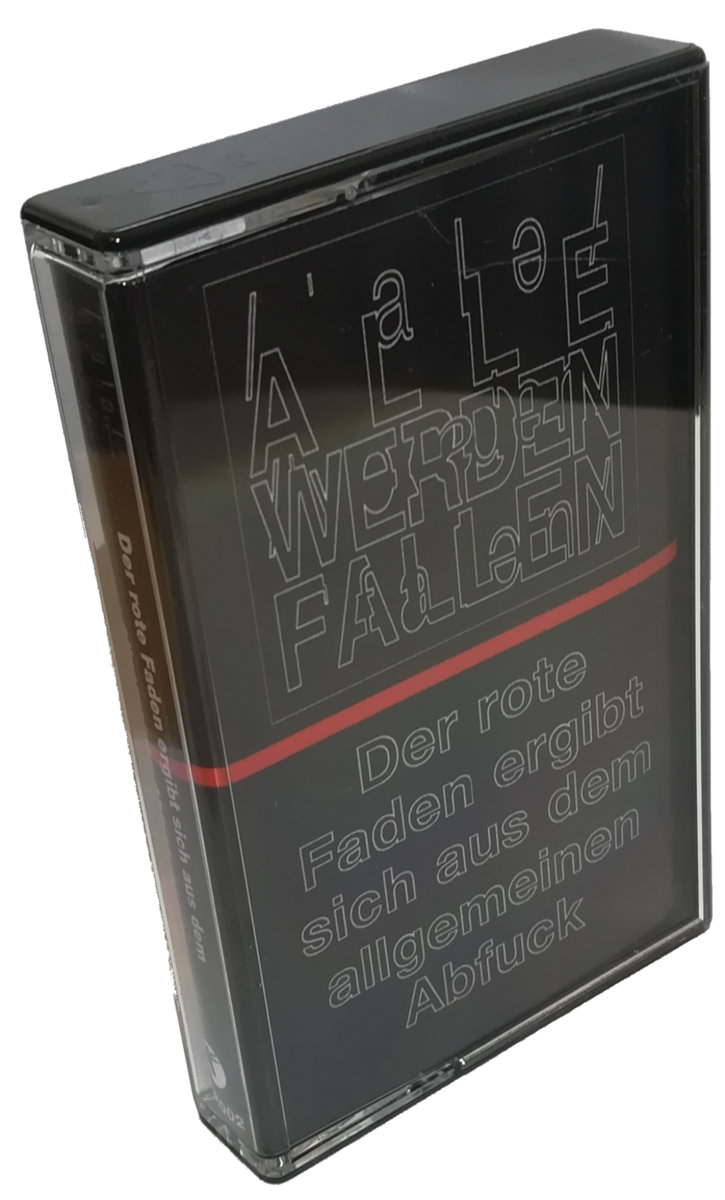 /'ale/
ALLE
WERDEN
FALLEN
Der rote
Faden ergibt
sich aus dem
allgemeinen
Abfuck
Der rote Faden ergibt sich aus dem